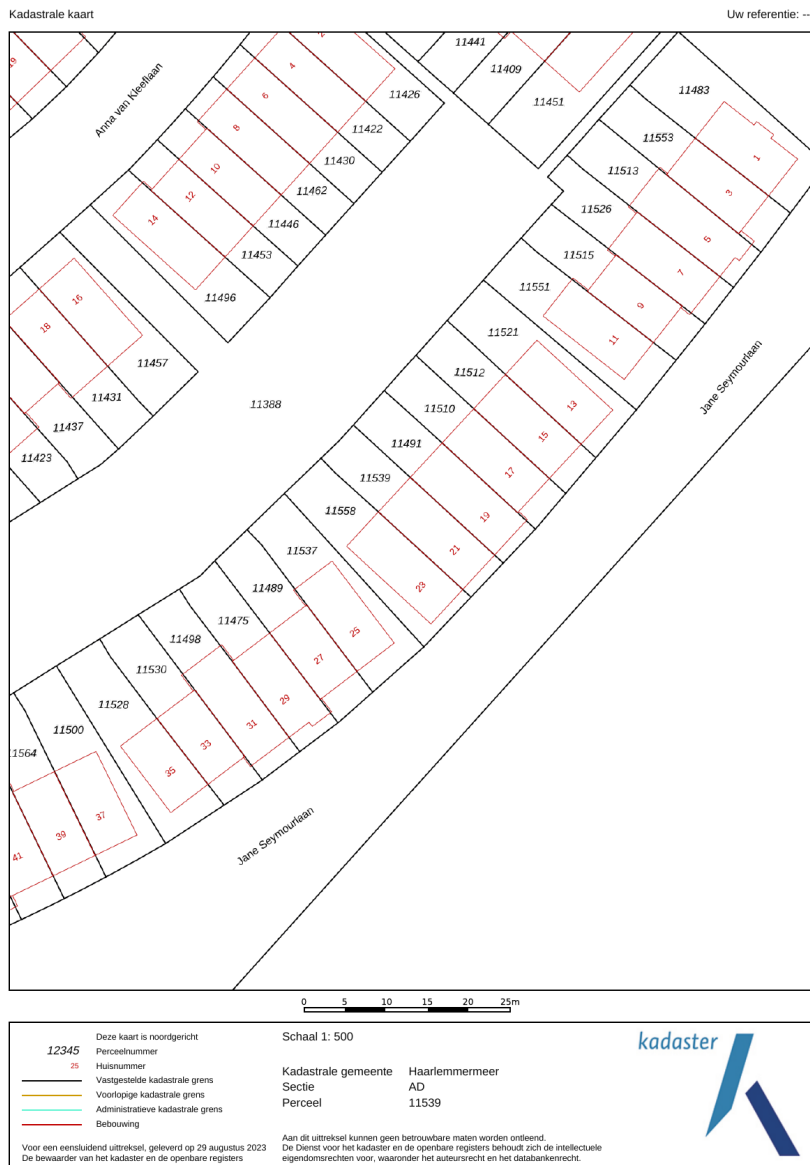 Kadastrale kaart
Uw referentie: --
19
Anna van Kleeflaan
2
4
6
8
10
12
14
16
18
11441
11409
11451
11426
11422
11430
11462
11446
11453
11496
11457
11431
11437
11423
11388
11483
11553
11513
11526
11515
11551
11521
11512
11510
11491
11539
11558
11537
11489
11475
11498
11530
11528
11500
11564
1
3
5
7
9
11
13
15
17
19
21
23
25
27
29
31
33
35
37
39
41
Jane Seymourlaan
Jane Seymourlaan
0 5 10 15 20 25m
Deze kaart is noordgericht
12345 Perceelnummer
25 Huisnummer
Vastgestelde kadastrale grens
Voorlopige kadastrale grens
Administratieve kadastrale grens
Bebouwing
Voor een eensluidend uittreksel, geleverd op 29 augustus 2023
De bewaarder van het kadaster en de openbare registers
Schaal 1: 500
Kadastrale gemeente Haarlemmermeer
Sectie AD
Perceel 11539
Aan dit uittreksel kunnen geen betrouwbare maten worden ontleend.
De Dienst voor het kadaster en de openbare registers behoudt zich de intellectuele
eigendomsrechten voor, waaronder het auteursrecht en het databankenrecht.
kadaster